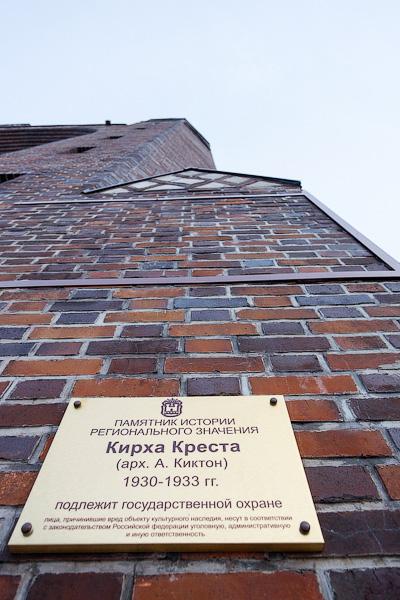 ПАМЯТНИК ИСТОРИИ
РЕГИОНАЛЬНОГО ЗНАЧЕНИЯ
Кирха Креста
(арх. А. Киктон)
1930-1933 гг.
подлежит государственной охране
лица, причинившие вред объекту культурного наследия, несут в соответствии
с законодательством Российской федерации уголовную, административную
и иную ответственность